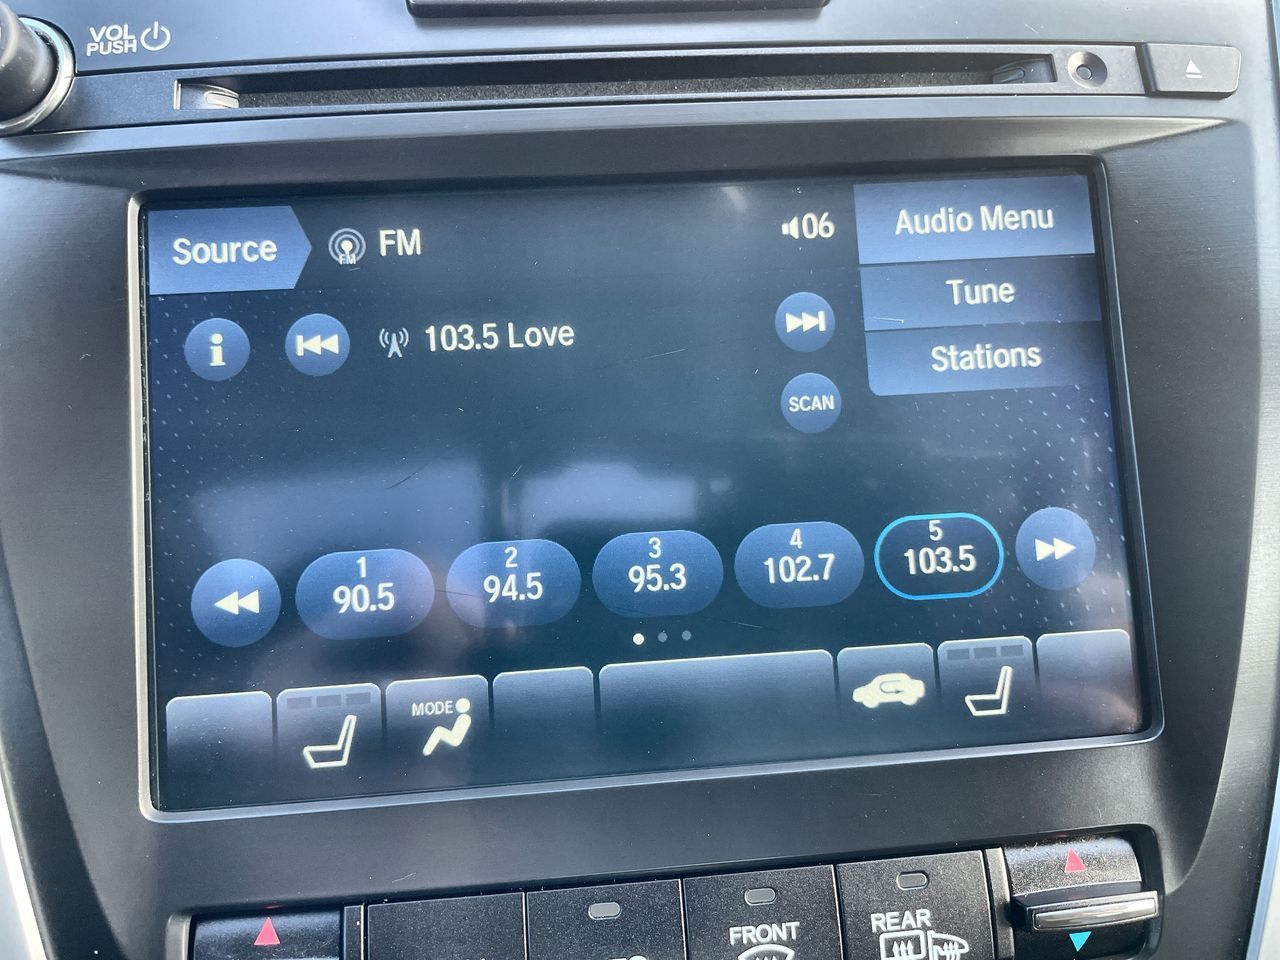 VOL
PUSH
Source
FM
FM
06
Audio Menu
Tune
Stations
i
103.5 Love
SCAN
1
90.5
2
94.5
3
95.3
4
102.7
5
103.5
MODE
FRONT
REAR